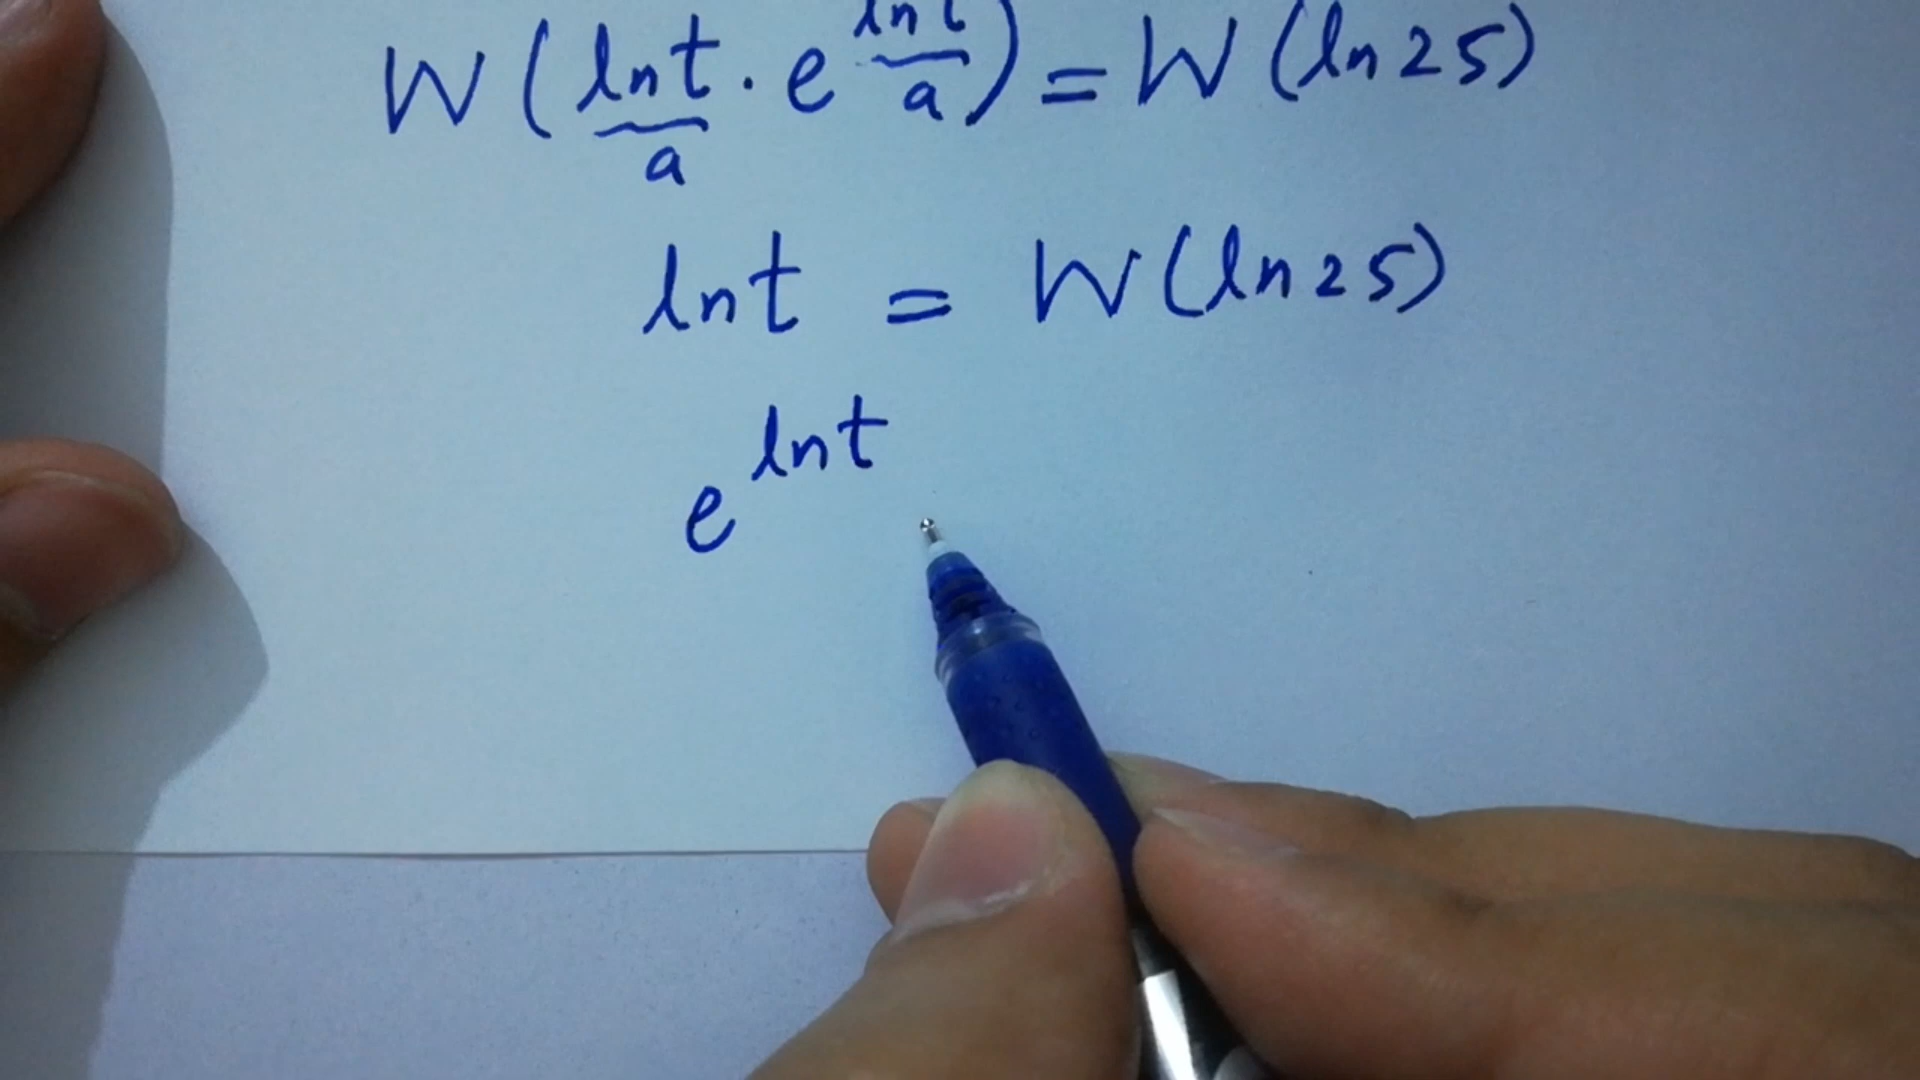 W(lnt · e^lnt) = W(ln25)
a a
lnt = W(ln25)
e^lnt